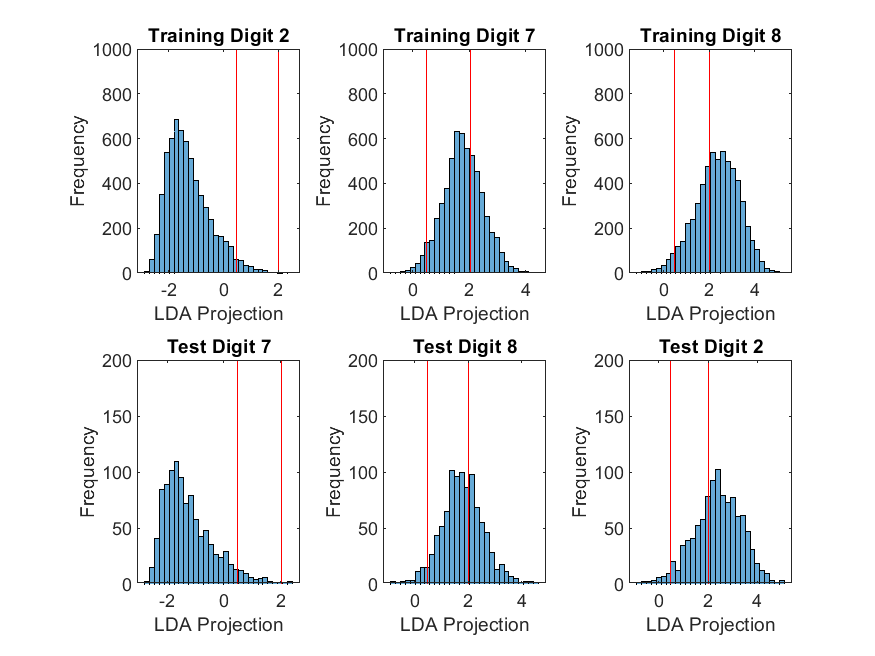 Training Digit 2
1000
800
600
400
200
0
Frequency
-2 0 2
LDA Projection
Training Digit 7
1000
800
600
400
200
0
Frequency
0 2 4
LDA Projection
Training Digit 8
1000
800
600
400
200
0
Frequency
0 2 4
LDA Projection
Test Digit 7
200
150
100
50
0
Frequency
-2 0 2
LDA Projection
Test Digit 8
200
150
100
50
0
Frequency
0 2 4
LDA Projection
Test Digit 2
200
150
100
50
0
Frequency
0 2 4
LDA Projection